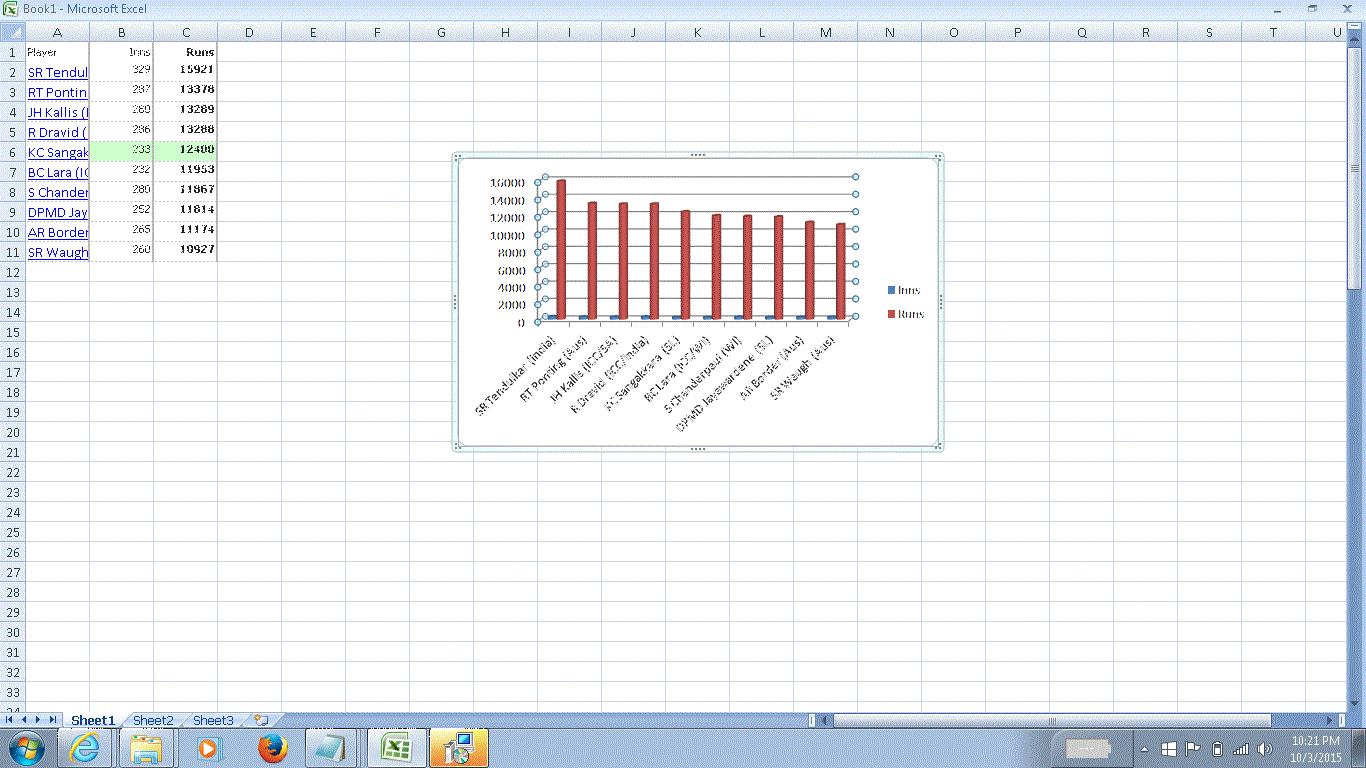 Book1 - Microsoft Excel
A B C D E F G H I J K L M N O P Q R S T U
1 Player Inns Runs
2 SR Tendul 329 15921
3 RT Pontin 287 13378
4 JH Kallis ( 280 13289
5 R Dravid ( 286 13288
6 KC Sangak 233 12400
7 BC Lara (IC 232 11953
8 S Chander 280 11867
9 DPMD Jay 252 11814
10 AR Border 265 11174
11 SR Waugh 260 10927
12
13
14
15
16
17
18
19
20
21
22
23
24
25
26
27
28
29
30
31
32
33
16000
14000
12000
10000
8000
6000
4000
2000
0
Inns
Runs
SR Tendulkar (India)
RT Ponting (Aus)
JH Kallis (ICC/SA)
R Dravid (ICC/India)
KC Sangakkara (SL)
BC Lara (ICC/WI)
S Chanderpaul (WI)
DPMD Jayawardene (SL)
AR Border (Aus)
SR Waugh (Aus)
Sheet1 Sheet2 Sheet3
10:21 PM
10/3/2015